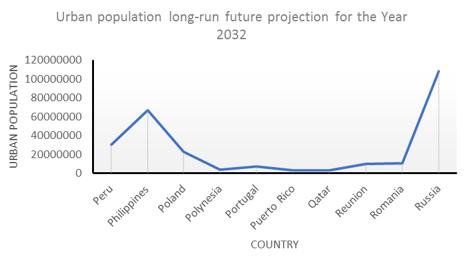 Urban population long-run future projection for the Year
2032
120000000
100000000
80000000
60000000
40000000
20000000
0
URBAN POPULATION
Peru
Philippines
Poland
Polynesia
Portugal
Puerto Rico
Qatar
Reunion
Romania
Russia
COUNTRY